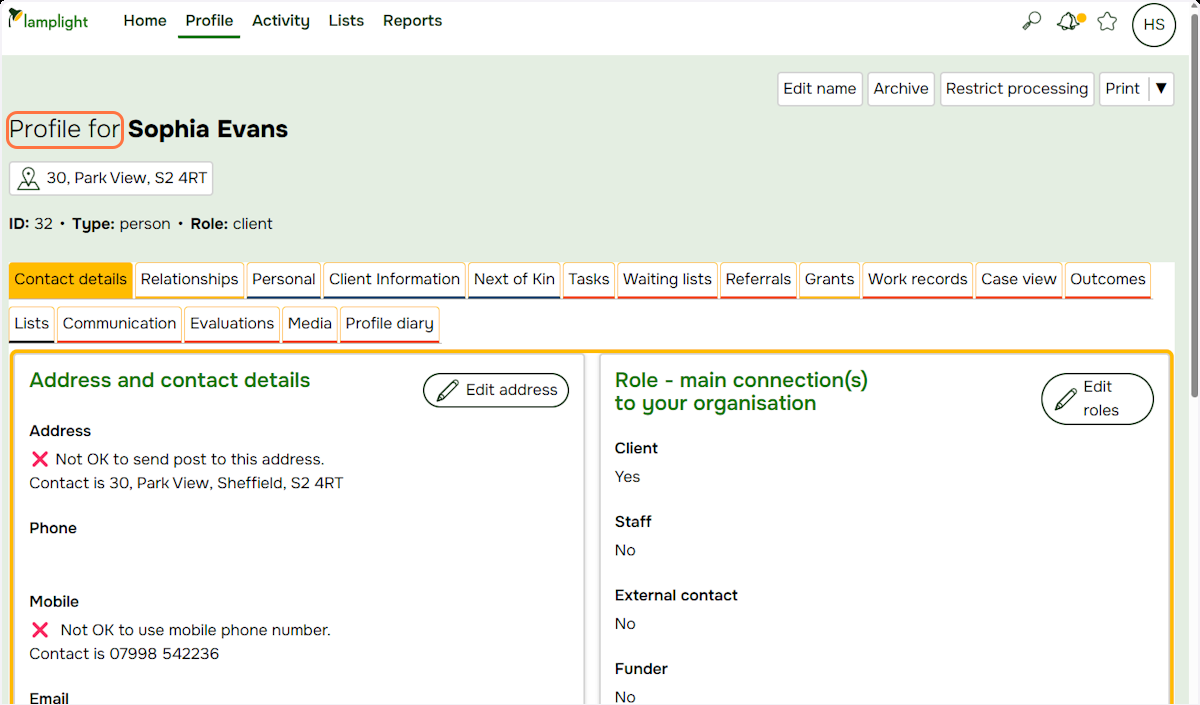 lamplight
Home Profile Activity Lists Reports
HS
Edit name Archive Restrict processing Print ▼
Profile for Sophia Evans
30, Park View, S2 4RT
ID: 32 • Type: person • Role: client
Contact details Relationships Personal Client Information Next of Kin Tasks Waiting lists Referrals Grants Work records Case view Outcomes
Lists Communication Evaluations Media Profile diary
Address and contact details
Edit address
Address
Not OK to send post to this address.
Contact is 30, Park View, Sheffield, S2 4RT
Phone
Mobile
Not OK to use mobile phone number.
Contact is 07998 542236
Email
Role - main connection(s)
to your organisation
Edit
roles
Client
Yes
Staff
No
External contact
No
Funder
No